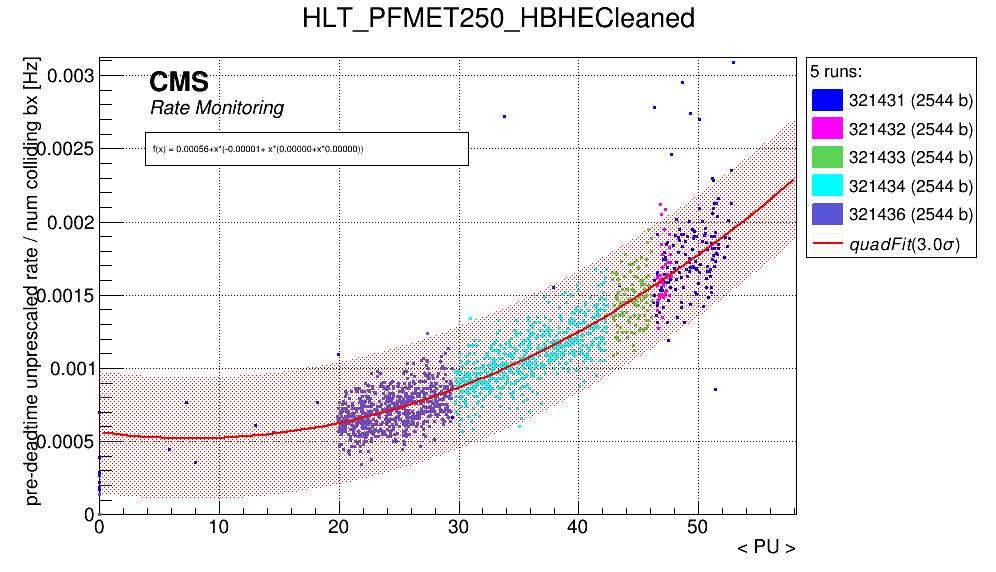 HLT_PFMET250_HBHECleaned
pre-deadtime unprescaled rate / num colliding bx [Hz]
0.003
0.0025
0.002
0.0015
0.001
0.0005
0
CMS
Rate Monitoring
f(x) = 0.00056+x*(-0.00001+ x*(0.00000+x*0.00000))
0 10 20 30 40 50
< PU >
5 runs:
321431 (2544 b)
321432 (2544 b)
321433 (2544 b)
321434 (2544 b)
321436 (2544 b)
quadFit(3.0σ)